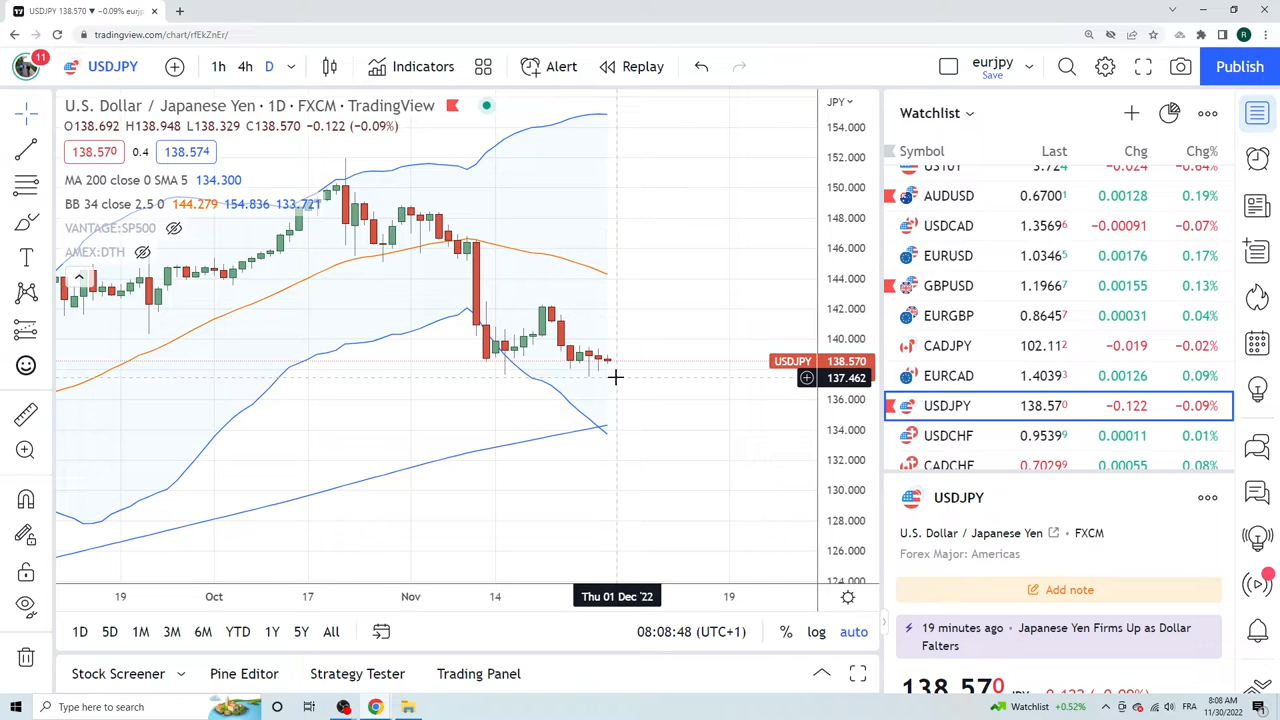 USDJPY 138.570 ▼ −0.09% eurjpy
tradingview.com/chart/rfEkZnEr/
11
USDJPY
1h 4h D
Indicators
Alert
Replay
eurjpy
Save
Publish
U.S. Dollar / Japanese Yen · 1D · FXCM · TradingView
O138.692 H138.948 L138.329 C138.570 −0.122 (−0.09%)
138.570 0.4 138.574
MA 200 close 0 SMA 5 134.300
BB 34 close 2.5 0 144.279 154.836 133.721
VANTAGE:SP500
AMEX:DTH
JPY
154.000
152.000
150.000
148.000
146.000
144.000
142.000
140.000
USDJPY 138.570
137.462
136.000
134.000
132.000
130.000
128.000
126.000
124.000
19 Oct 17 Nov 14 Thu 01 Dec '22 19
1D 5D 1M 3M 6M YTD 1Y 5Y All
08:08:48 (UTC+1) % log auto
Stock Screener Pine Editor Strategy Tester Trading Panel
Watchlist
Symbol Last Chg Chg%
US10Y 3.724 −0.024 −0.64%
AUDUSD 0.67001 0.00128 0.19%
USDCAD 1.35696 −0.00091 −0.07%
EURUSD 1.03465 0.00176 0.17%
GBPUSD 1.19667 0.00155 0.13%
EURGBP 0.86457 0.00031 0.04%
CADJPY 102.112 −0.019 −0.02%
EURCAD 1.40393 0.00126 0.09%
USDJPY 138.570 −0.122 −0.09%
USDCHF 0.95399 0.00011 0.01%
CADCHF 0.70299 0.00055 0.08%
USDJPY
U.S. Dollar / Japanese Yen • FXCM
Forex Major: Americas
Add note
19 minutes ago • Japanese Yen Firms Up as Dollar
Falters
138.570 JPY −0.122 (−0.09%)
Type here to search
Watchlist +0.52%
FRA
8:08 AM
11/30/2022